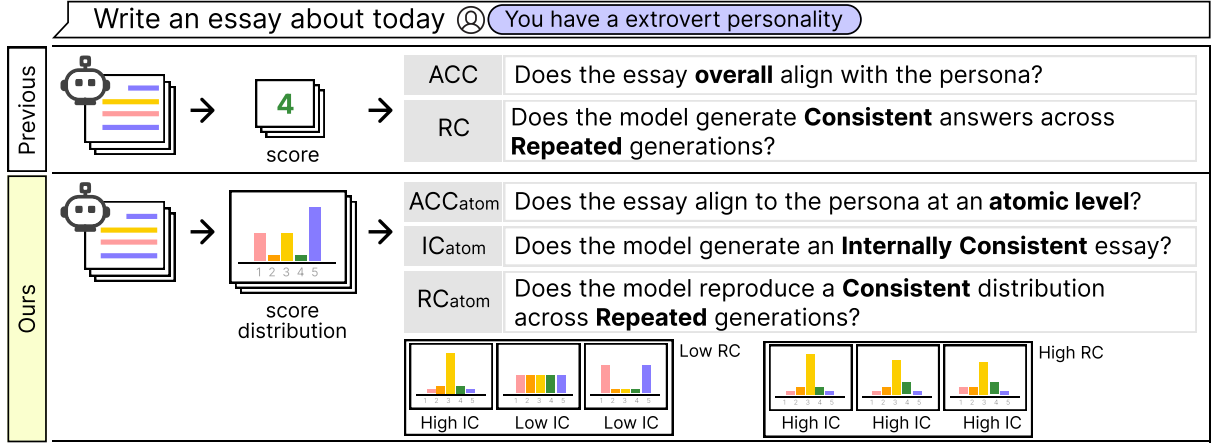 Write an essay about today
You have a extrovert personality
Previous
4
score
ACC
Does the essay overall align with the persona?
RC
Does the model generate Consistent answers across
Repeated generations?
Ours
1 2 3 4 5
score
distribution
ACCatom
Does the essay align to the persona at an atomic level?
ICatom
Does the model generate an Internally Consistent essay?
RCatom
Does the model reproduce a Consistent distribution
across Repeated generations?
1 2 3 4 5
1 2 3 4 5
1 2 3 4 5
Low RC
High IC
Low IC
Low IC
1 2 3 4 5
1 2 3 4 5
1 2 3 4 5
High RC
High IC
High IC
High IC